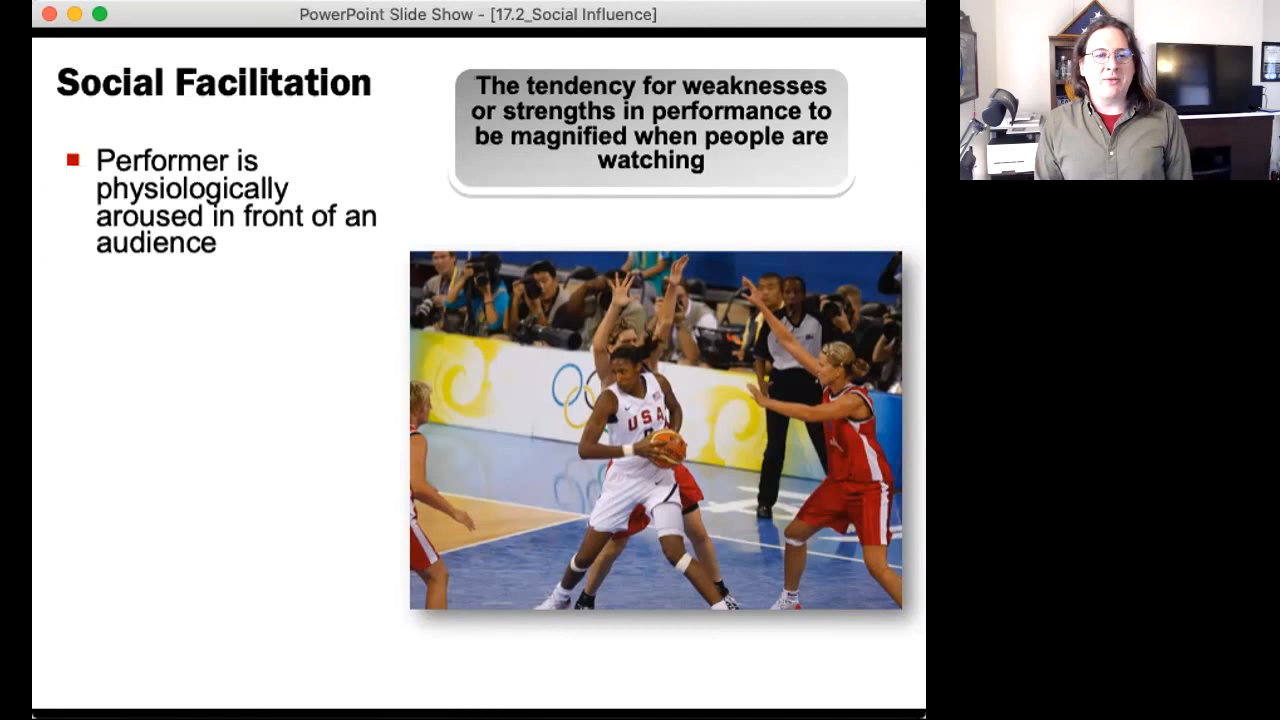 PowerPoint Slide Show - [17.2_Social Influence]
Social Facilitation
The tendency for weaknesses
or strengths in performance to
be magnified when people are
watching
Performer is
physiologically
aroused in front of an
audience
USA